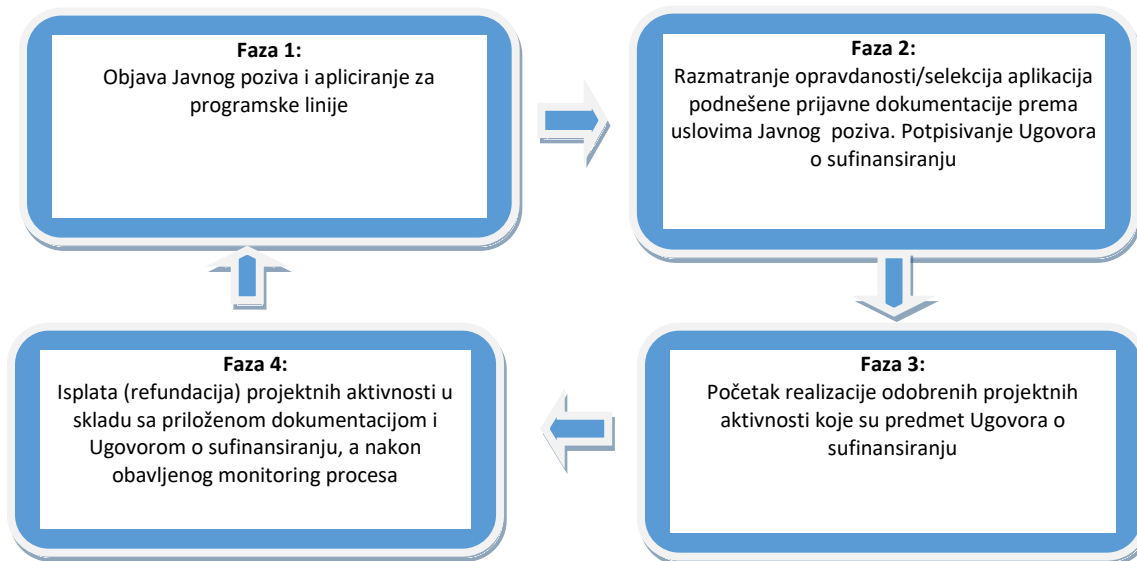 Faza 1:
Objava Javnog poziva i apliciranje za
programske linije
Faza 2:
Razmatranje opravdanosti/selekcija aplikacija
podnešene prijavne dokumentacije prema
uslovima Javnog poziva. Potpisivanje Ugovora
o sufinansiranju
Faza 3:
Početak realizacije odobrenih projektnih
aktivnosti koje su predmet Ugovora o
sufinansiranju
Faza 4:
Isplata (refundacija) projektnih aktivnosti u
skladu sa priloženom dokumentacijom i
Ugovorom o sufinansiranju, a nakon
obavljenog monitoring procesa